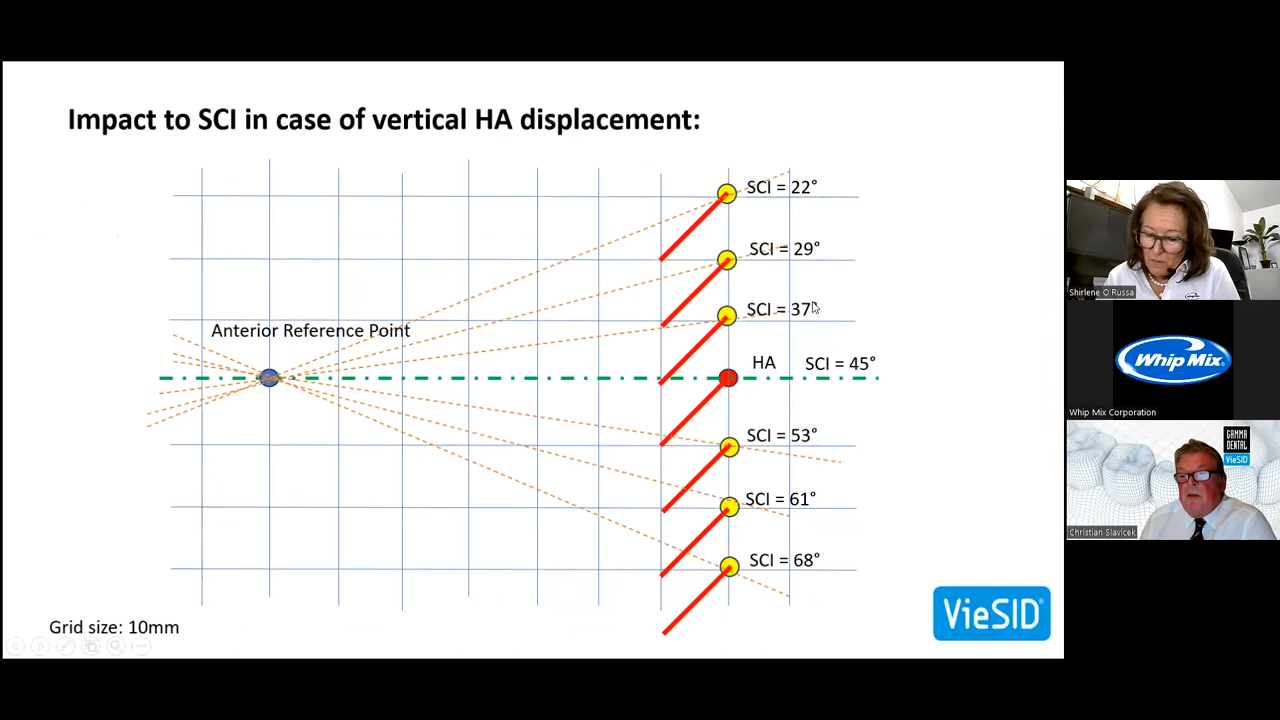 Impact to SCI in case of vertical HA displacement:
SCI = 22°
SCI = 29°
SCI = 37
Anterior Reference Point
HA
SCI = 45°
SCI = 53°
SCI = 61°
SCI = 68°
VieSID
Grid size: 10mm
Shirlene O'Russa
Whip Mix
Whip Mix Corporation
GAMMA
DENTAL
VieSID
Christian Slavicek